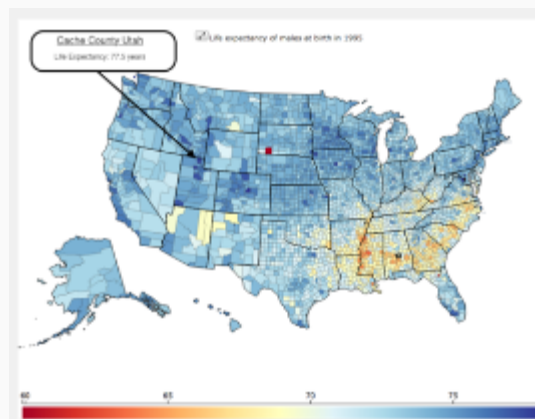 Cache County Utah
Life Expectancy: 77.5 years
Life expectancy of males at birth in 1995
60 65 70 75